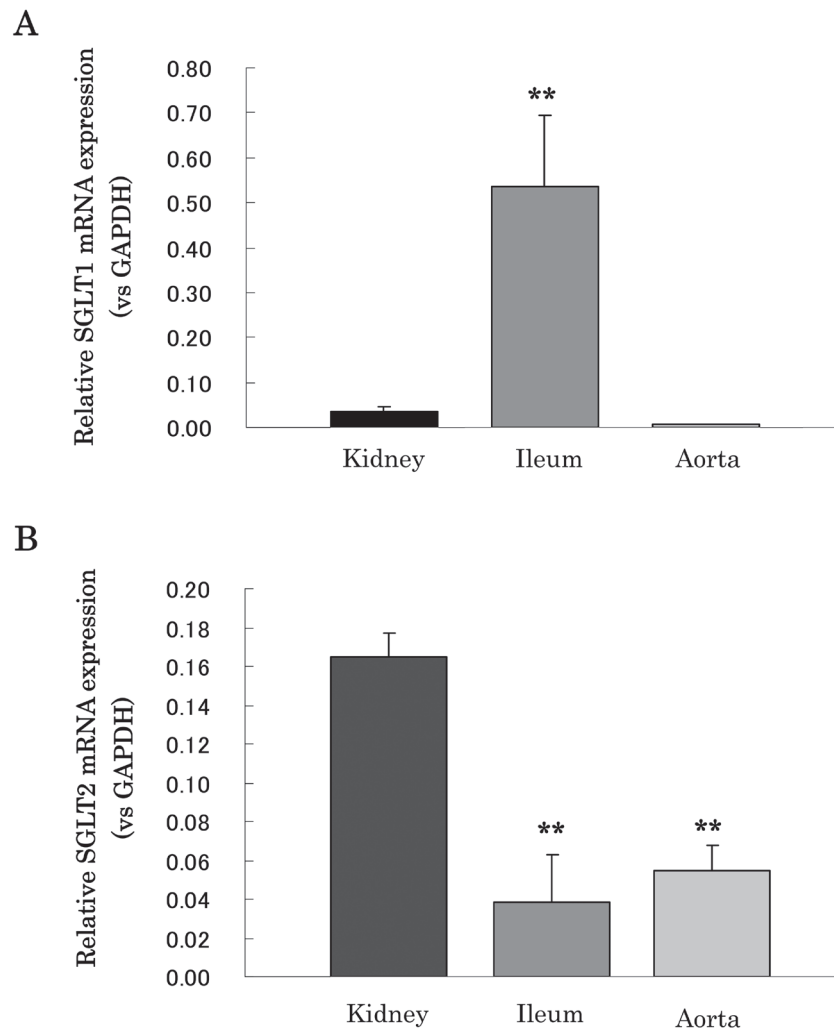 A
Relative SGLT1 mRNA expression
(vs GAPDH)
0.80
0.70
0.60
0.50
0.40
0.30
0.20
0.10
0.00
**
Kidney Ileum Aorta
B
Relative SGLT2 mRNA expression
(vs GAPDH)
0.20
0.18
0.16
0.14
0.12
0.10
0.08
0.06
0.04
0.02
0.00
** **
Kidney Ileum Aorta